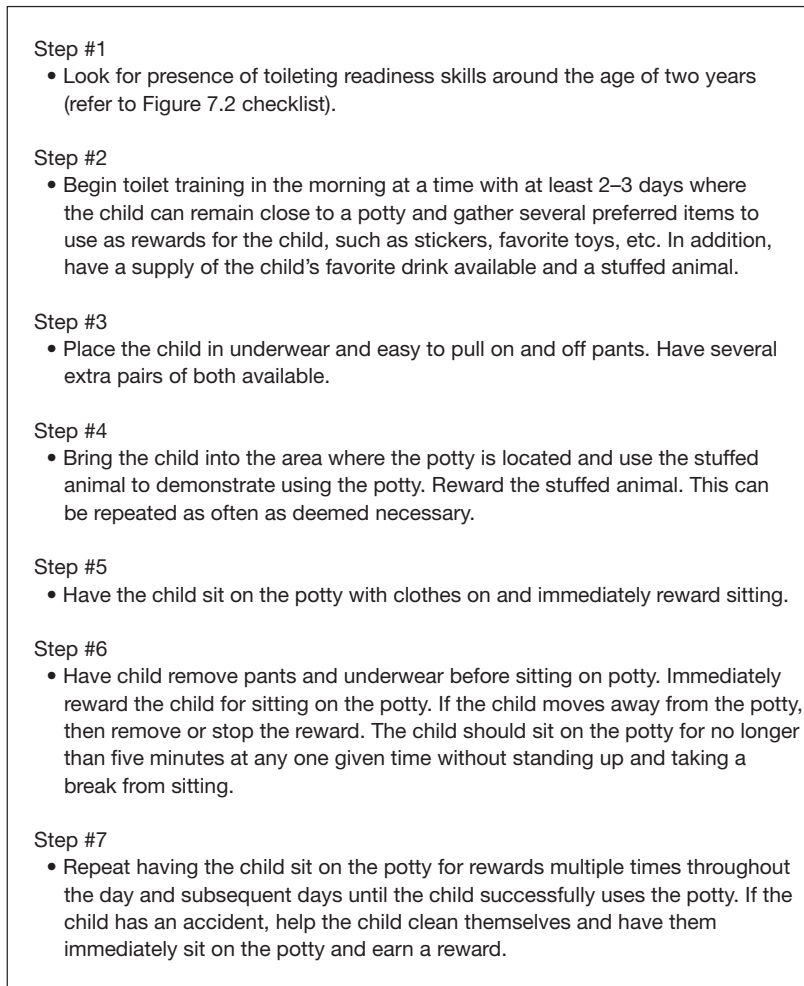 Step #1
• Look for presence of toileting readiness skills around the age of two years
(refer to Figure 7.2 checklist).
Step #2
• Begin toilet training in the morning at a time with at least 2–3 days where
the child can remain close to a potty and gather several preferred items to
use as rewards for the child, such as stickers, favorite toys, etc. In addition,
have a supply of the child’s favorite drink available and a stuffed animal.
Step #3
• Place the child in underwear and easy to pull on and off pants. Have several
extra pairs of both available.
Step #4
• Bring the child into the area where the potty is located and use the stuffed
animal to demonstrate using the potty. Reward the stuffed animal. This can
be repeated as often as deemed necessary.
Step #5
• Have the child sit on the potty with clothes on and immediately reward sitting.
Step #6
• Have child remove pants and underwear before sitting on potty. Immediately
reward the child for sitting on the potty. If the child moves away from the potty,
then remove or stop the reward. The child should sit on the potty for no longer
than five minutes at any one given time without standing up and taking a
break from sitting.
Step #7
• Repeat having the child sit on the potty for rewards multiple times throughout
the day and subsequent days until the child successfully uses the potty. If the
child has an accident, help the child clean themselves and have them
immediately sit on the potty and earn a reward.